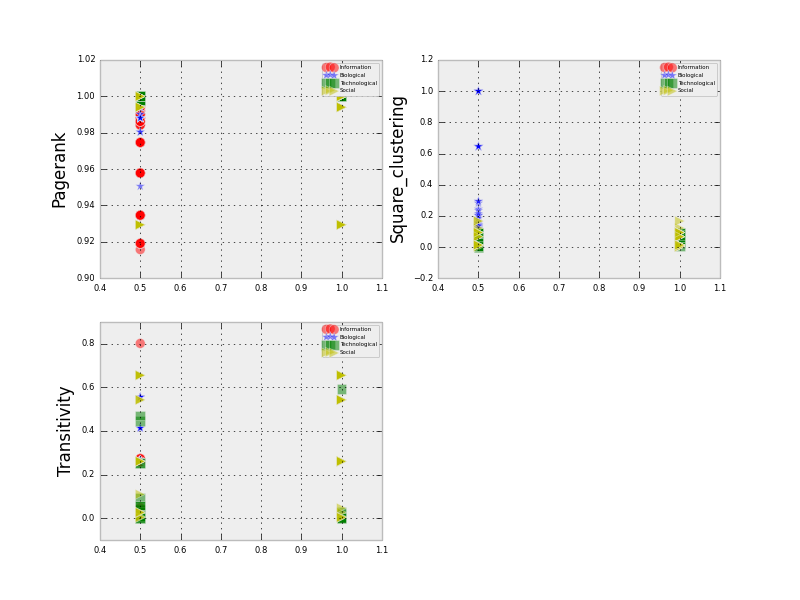 Pagerank
1.02
1.00
0.98
0.96
0.94
0.92
0.90
0.4 0.5 0.6 0.7 0.8 0.9 1.0 1.1
Information
Biological
Technological
Social
Square_clustering
1.2
1.0
0.8
0.6
0.4
0.2
0.0
−0.2
0.4 0.5 0.6 0.7 0.8 0.9 1.0 1.1
Information
Biological
Technological
Social
Transitivity
0.8
0.6
0.4
0.2
0.0
0.4 0.5 0.6 0.7 0.8 0.9 1.0 1.1
Information
Biological
Technological
Social